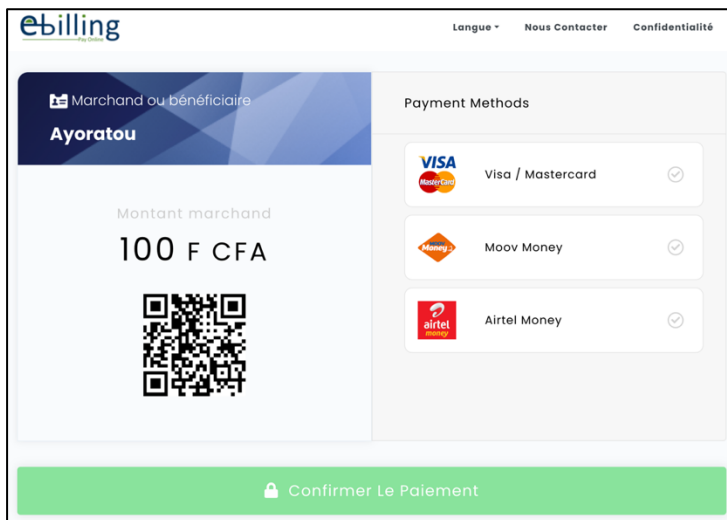 ebilling
Pay Online
Langue
Nous Contacter
Confidentialité
Marchand ou bénéficiaire
Ayoratou
Montant marchand
100 F CFA
Payment Methods
VISA
MasterCard
Visa / Mastercard
Moov
Money
Moov Money
airtel
money
Airtel Money
Confirmer Le Paiement